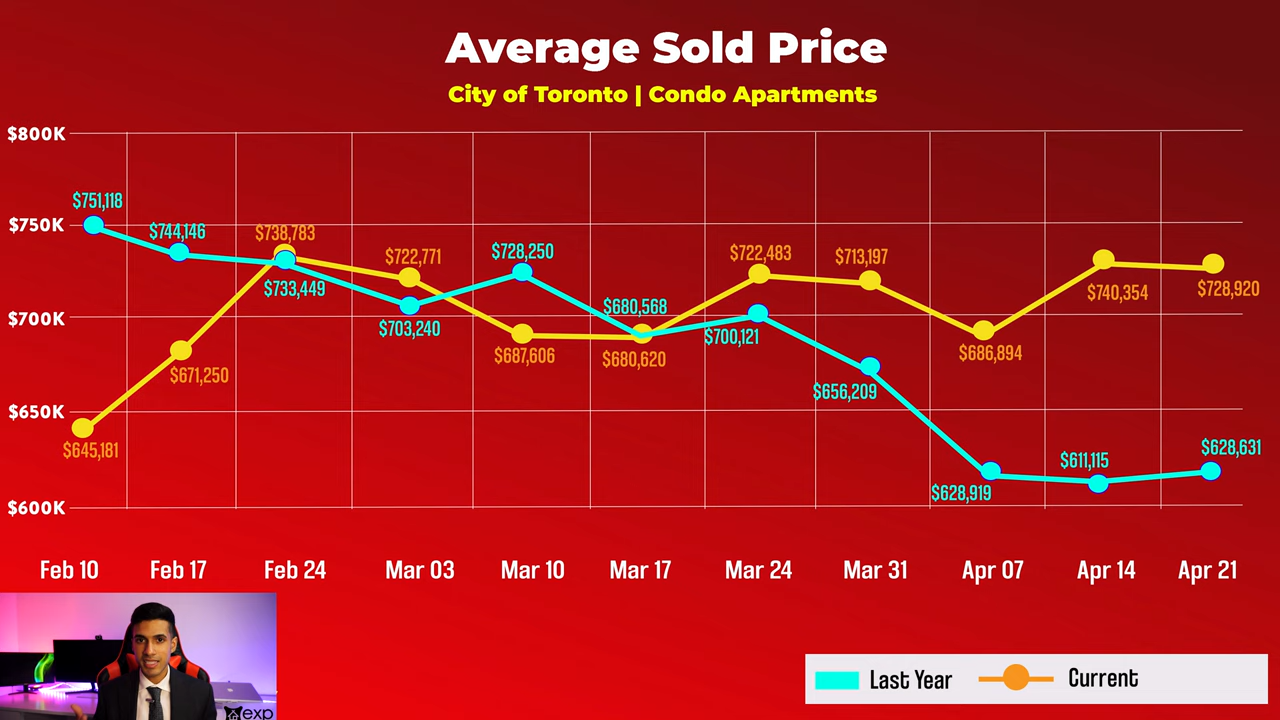 Average Sold Price
City of Toronto | Condo Apartments
$800K
$751,118
$750K
$744,146
$738,783
$733,449
$722,771
$703,240
$728,250
$687,606
$680,568
$680,620
$722,483
$700,121
$713,197
$656,209
$686,894
$628,919
$740,354
$611,115
$728,920
$628,631
$700K
$671,250
$650K
$645,181
$600K
Feb 10 Feb 17 Feb 24 Mar 03 Mar 10 Mar 17 Mar 24 Mar 31 Apr 07 Apr 14 Apr 21
Last Year Current
exp